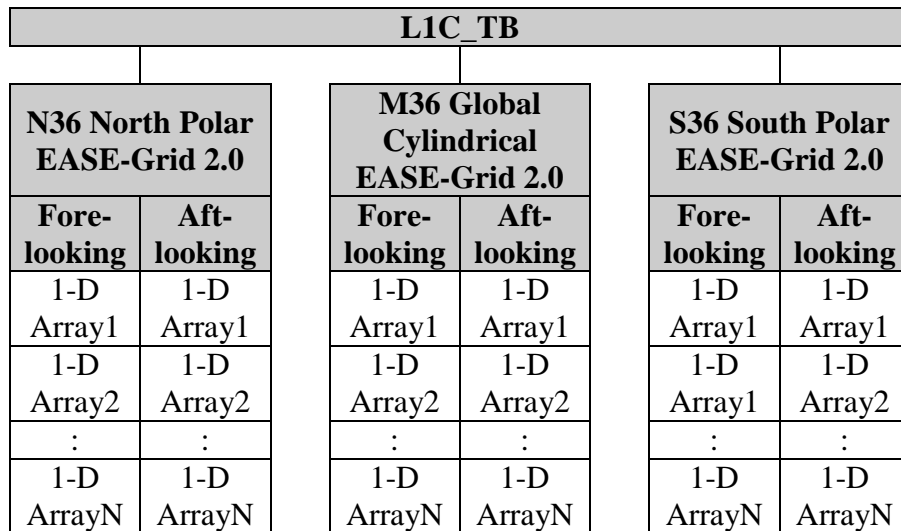 L1C_TB
N36 North Polar
EASE-Grid 2.0
M36 Global
Cylindrical
EASE-Grid 2.0
S36 South Polar
EASE-Grid 2.0
Fore- Aft- Fore- Aft- Fore- Aft-
looking looking looking looking looking looking
1-D 1-D 1-D 1-D 1-D 1-D
Array1 Array1 Array1 Array1 Array1 Array1
1-D 1-D 1-D 1-D 1-D 1-D
Array2 Array2 Array2 Array2 Array1 Array2
: : : : : :
1-D 1-D 1-D 1-D 1-D 1-D
ArrayN ArrayN ArrayN ArrayN ArrayN ArrayN